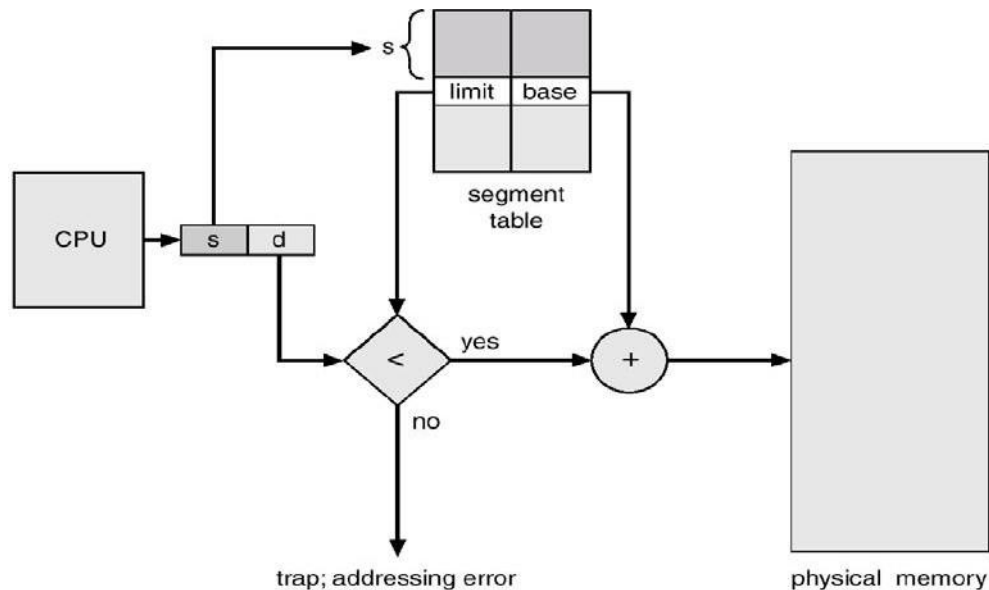 s
limit base
segment
table
CPU
s d
<
yes
+
no
trap; addressing error
physical memory